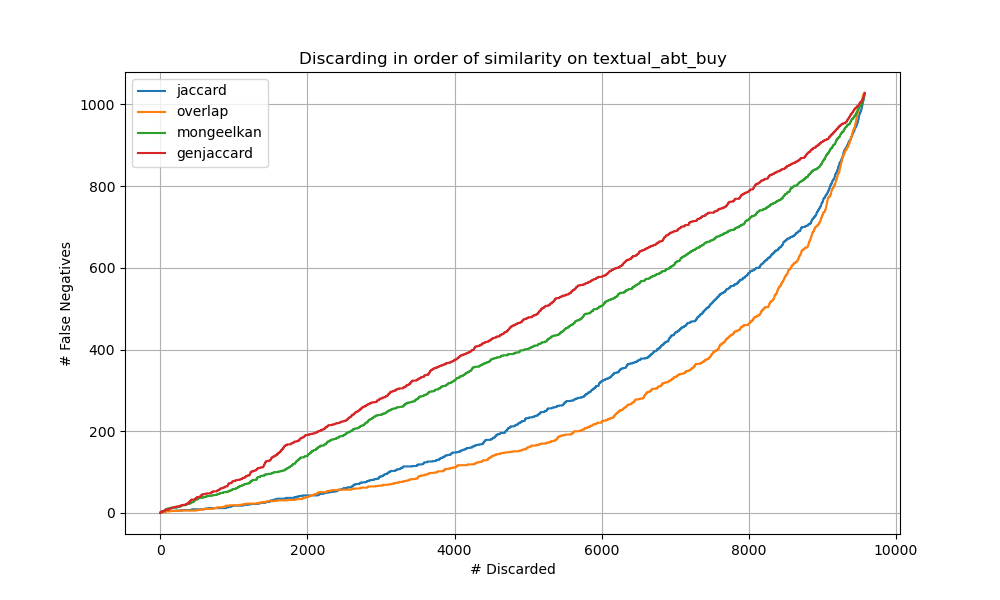 Discarding in order of similarity on textual_abt_buy
jaccard
overlap
mongeelkan
genjaccard
# False Negatives
1000
800
600
400
200
0
0 2000 4000 6000 8000 10000
# Discarded